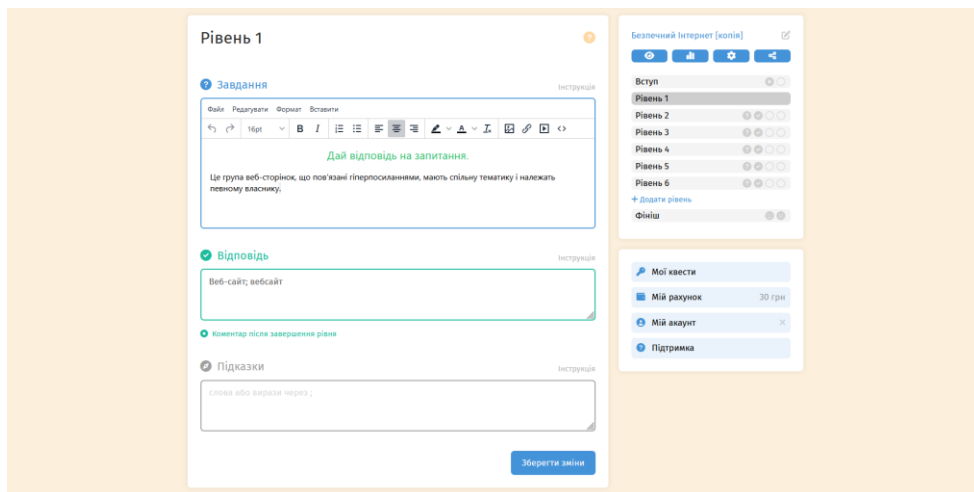 Рівень 1
Завдання
Інструкція
Файл Редагувати Формат Вставити
16pt B I
Дай відповідь на запитання.
Це група веб-сторінок, що пов'язані гіперпосиланнями, мають спільну тематику і належать
певному власнику.
Відповідь
Інструкція
Веб-сайт; вебсайт
Коментар після завершення рівня
Підказки
Інструкція
слова або вирази через ;
Зберегти зміни
Безпечний Інтернет [копія]
Вступ
Рівень 1
Рівень 2
Рівень 3
Рівень 4
Рівень 5
Рівень 6
+ Додати рівень
Фініш
Мої квести
Мій рахунок 30 грн
Мій акаунт
Підтримка